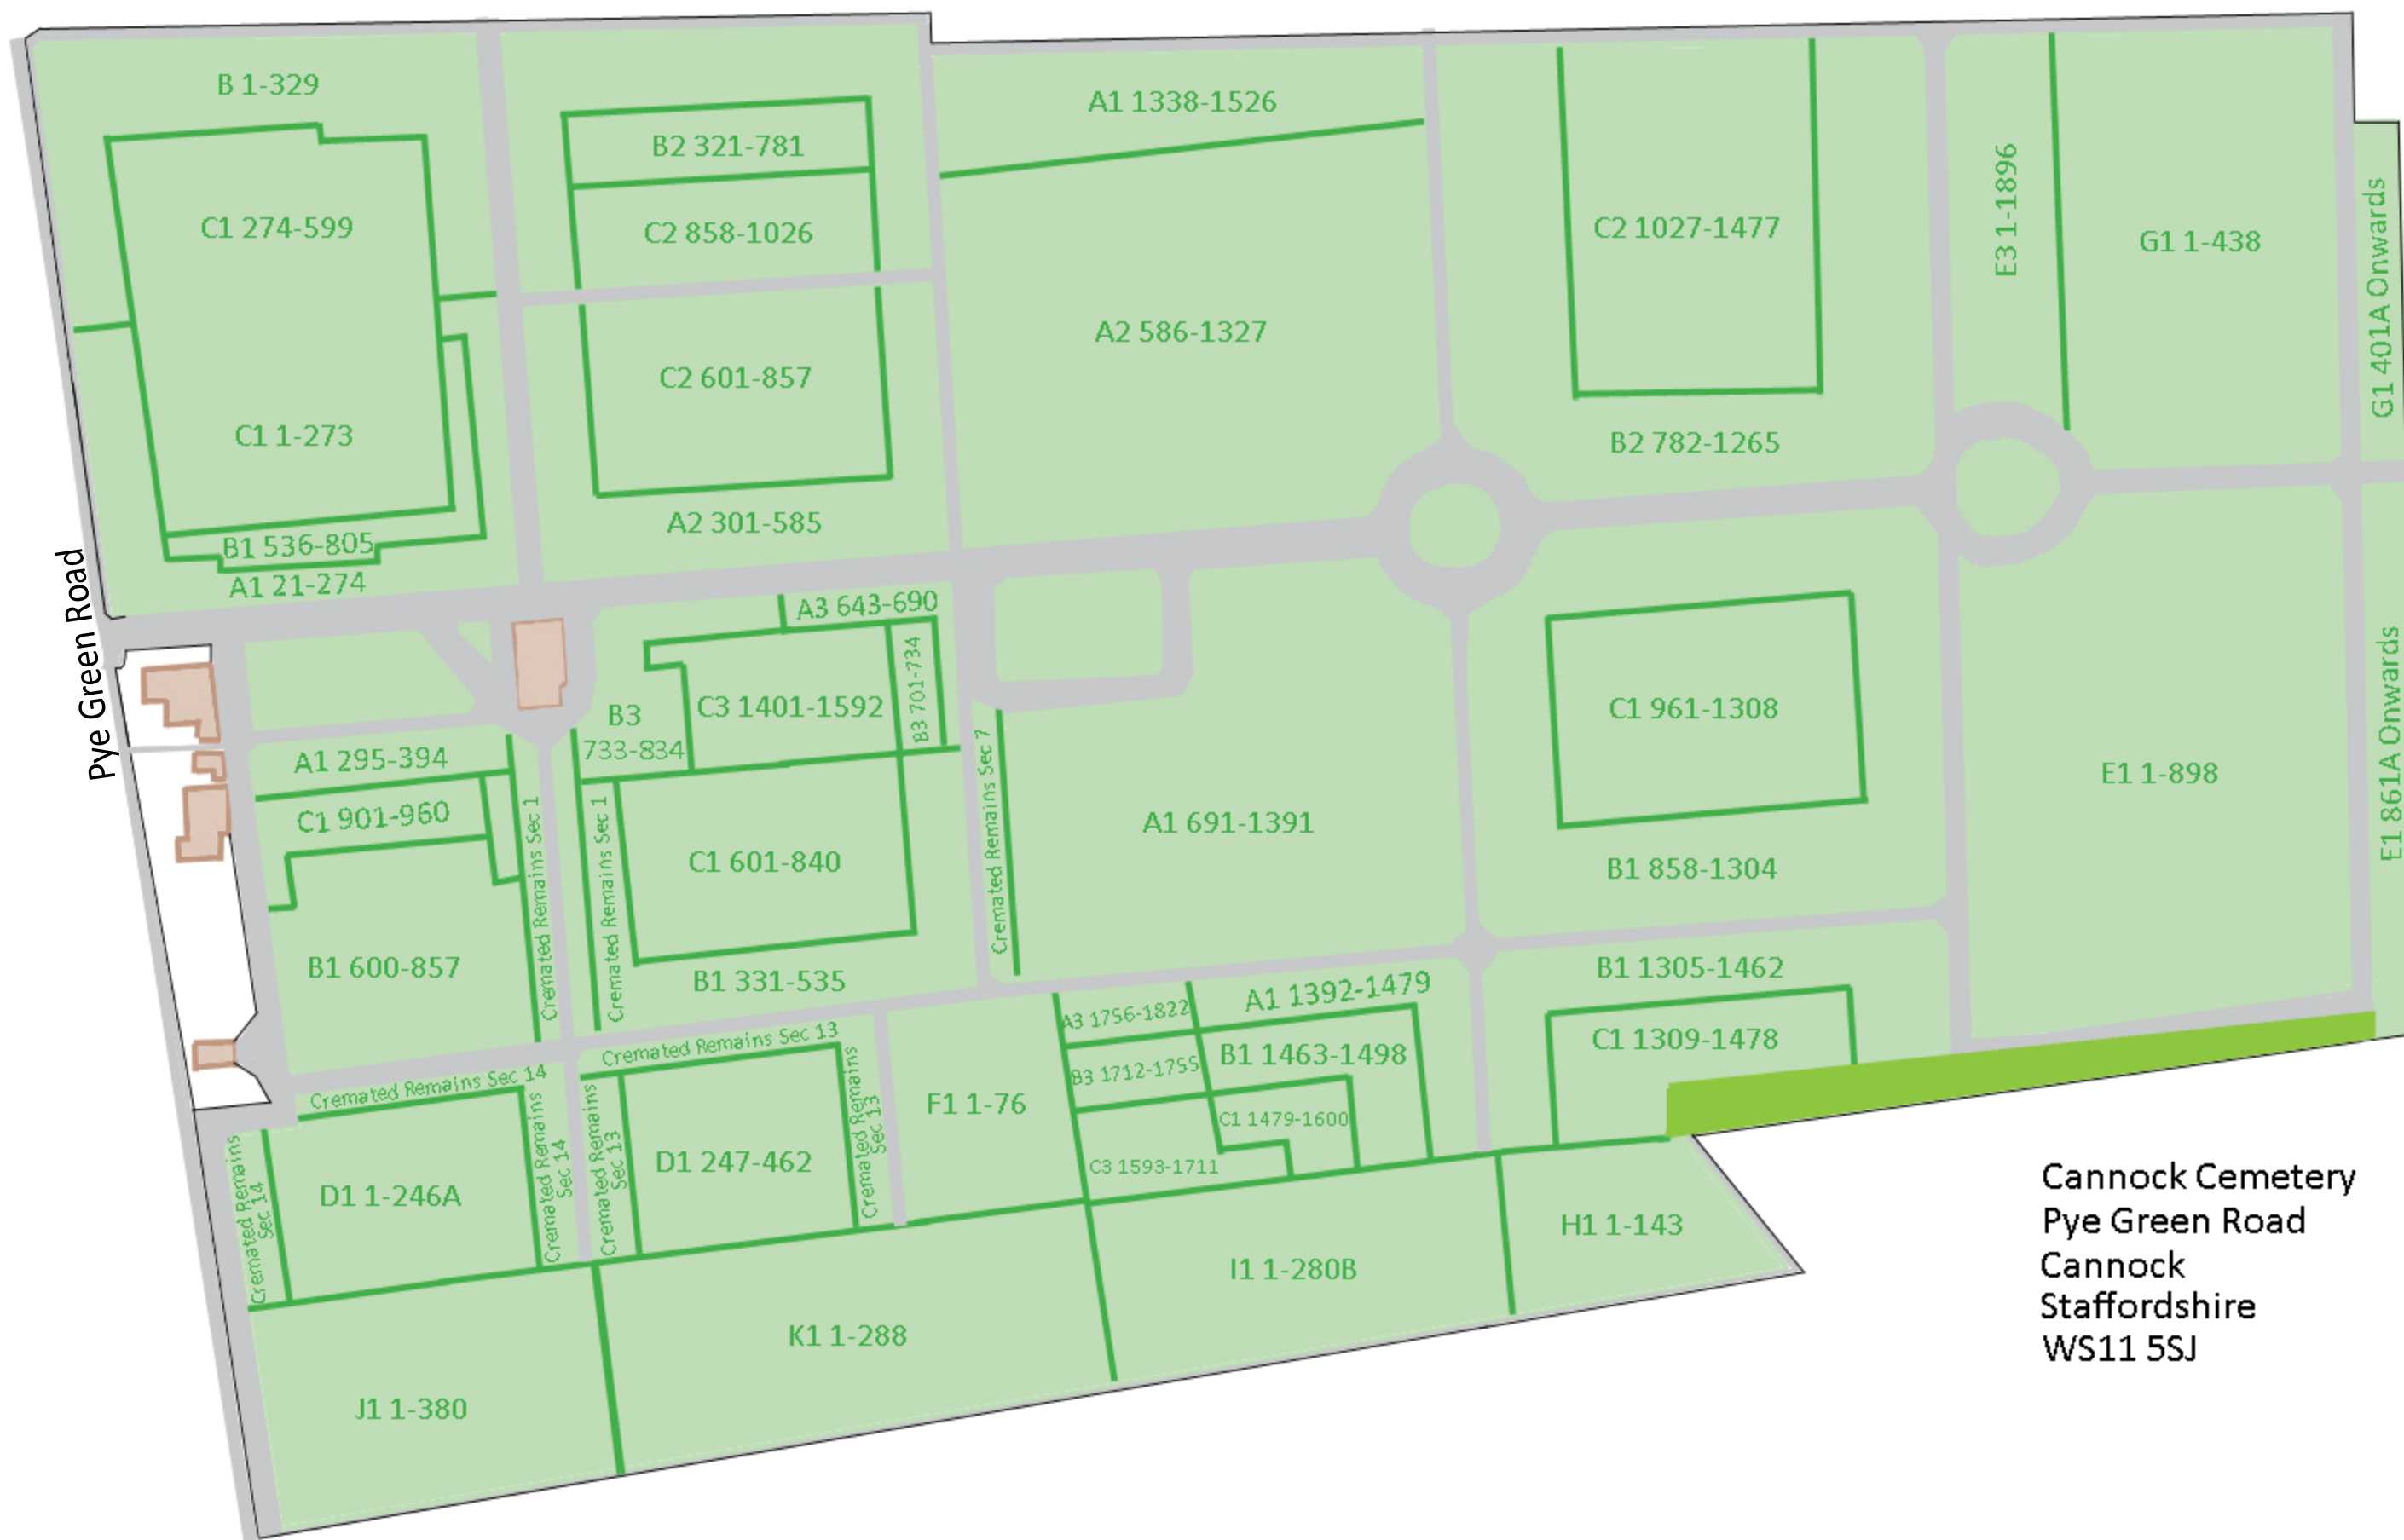 B 1-329
A1 1338-1526
B2 321-781
C1 274-599
C2 858-1026
C2 1027-1477
E3 1-1896
G1 1-438
G1 401A Onwards
A2 586-1327
C2 601-857
C1 1-273
B2 782-1265
A2 301-585
B1 536-805
A1 21-274
Pye Green Road
A3 643-690
B3 701-734
C3 1401-1592
B3
733-834
C1 961-1308
A1 295-394
C1 901-960
Cremated Remains Sec 1
Cremated Remains Sec 1
Cremated Remains Sec 7
E1 1-898
E1 861A Onwards
A1 691-1391
C1 601-840
B1 858-1304
B1 600-857
B1 331-535
B1 1305-1462
A1 1392-1479
A3 1756-1822
Cremated Remains Sec 13
C1 1309-1478
B1 1463-1498
B3 1712-1755
Cremated Remains Sec 14
F1 1-76
C1 1479-1600
C3 1593-1711
Cremated Remains
Sec 14
D1 1-246A
Cremated Remains
Sec 14
Cremated Remains
Sec 13
D1 247-462
Cremated Remains
Sec 13
H1 1-143
I1 1-280B
K1 1-288
J1 1-380
Cannock Cemetery
Pye Green Road
Cannock
Staffordshire
WS11 5SJ